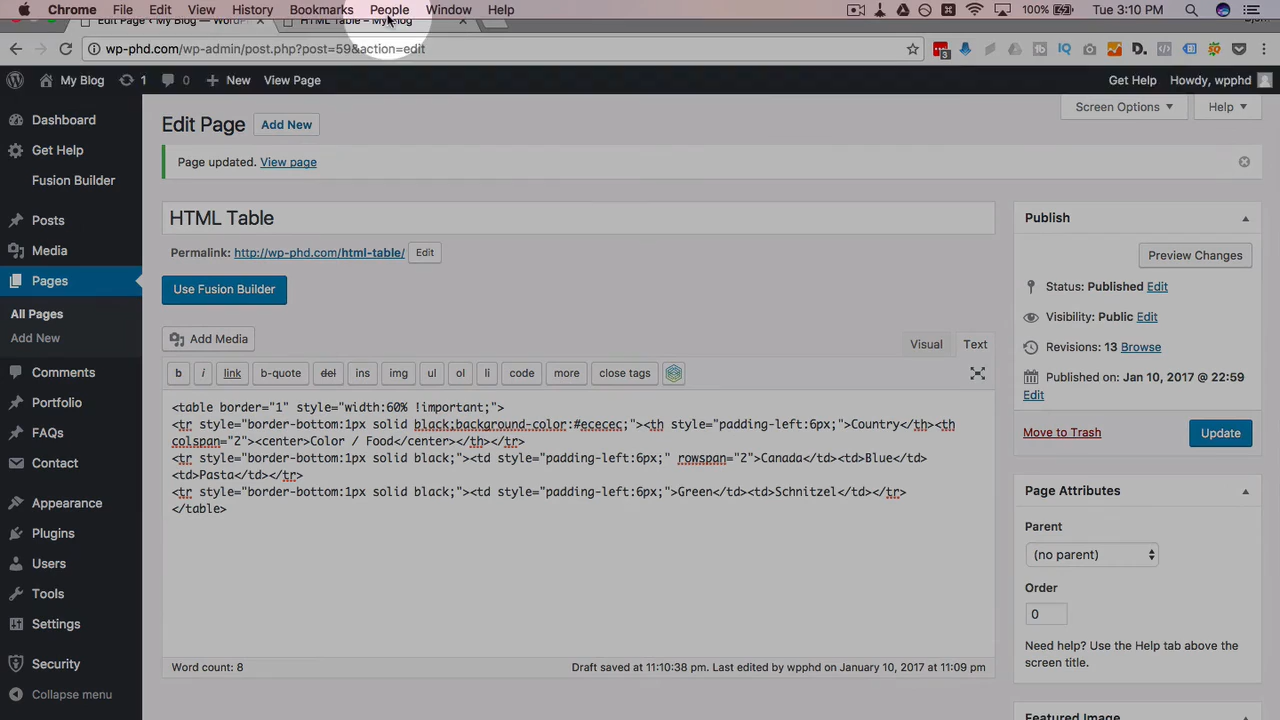 Chrome File Edit View History Bookmarks People Window Help 100% Tue 3:10 PM
Edit Page ‹ My Blog — WordP HTML Table – My Blog
wp-phd.com/wp-admin/post.php?post=59&action=edit
My Blog 1 0 New View Page Get Help Howdy, wpphd
Screen Options Help
Dashboard
Get Help
Fusion Builder
Posts
Media
Pages
All Pages
Add New
Comments
Portfolio
FAQs
Contact
Appearance
Plugins
Users
Tools
Settings
Security
Collapse menu
Edit Page Add New
Page updated. View page
HTML Table
Permalink: http://wp-phd.com/html-table/ Edit
Use Fusion Builder
Add Media
Visual Text
b i link b-quote del ins img ul ol li code more close tags
<table border="1" style="width:60% !important;">
<tr style="border-bottom:1px solid black;background-color:#ececec;"><th style="padding-left:6px;">Country</th><th
colspan="2"><center>Color / Food</center></th></tr>
<tr style="border-bottom:1px solid black;"><td style="padding-left:6px;" rowspan="2">Canada</td><td>Blue</td>
<td>Pasta</td></tr>
<tr style="border-bottom:1px solid black;"><td style="padding-left:6px;">Green</td><td>Schnitzel</td></tr>
</table>
Word count: 8 Draft saved at 11:10:38 pm. Last edited by wpphd on January 10, 2017 at 11:09 pm
Publish
Preview Changes
Status: Published Edit
Visibility: Public Edit
Revisions: 13 Browse
Published on: Jan 10, 2017 @ 22:59
Edit
Move to Trash Update
Page Attributes
Parent
(no parent)
Order
0
Need help? Use the Help tab above the
screen title.
Featured Image